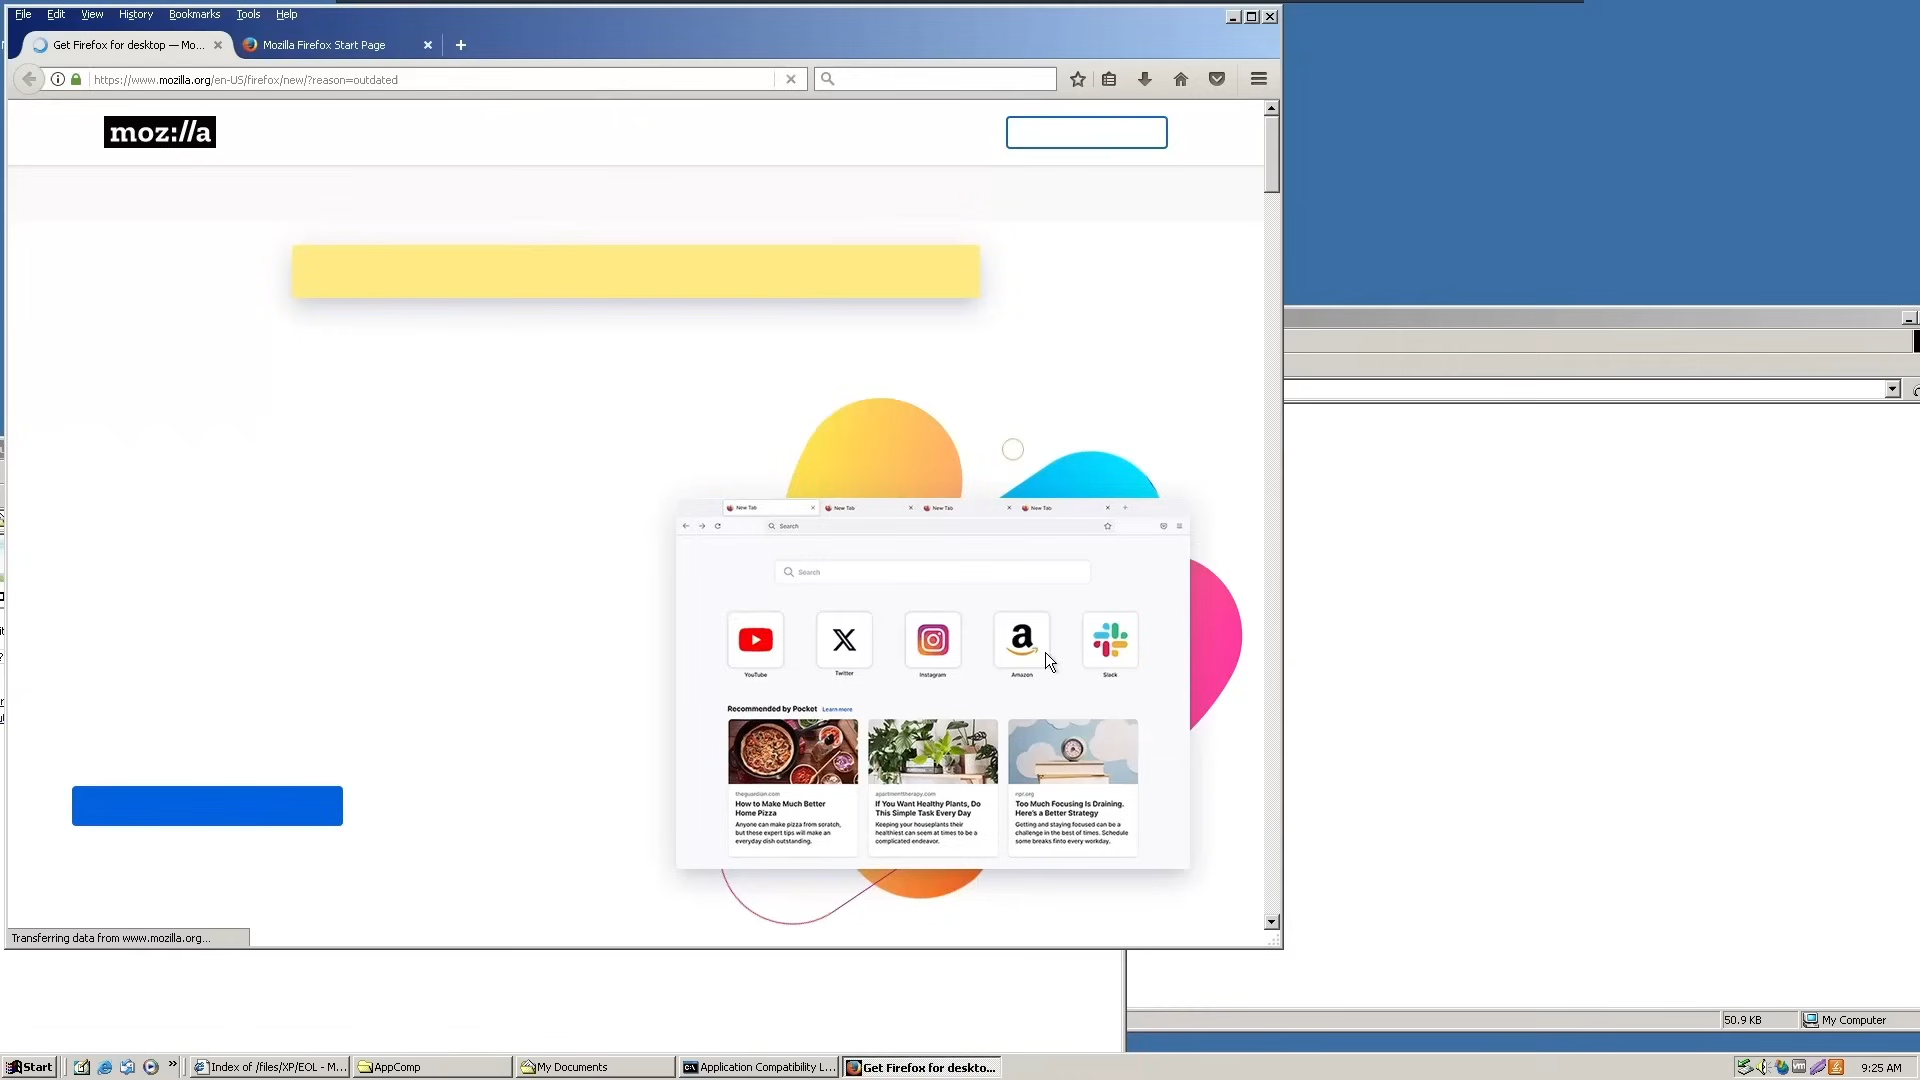 File Edit View History Bookmarks Tools Help
Get Firefox for desktop — Mo...
Mozilla Firefox Start Page
https://www.mozilla.org/en-US/firefox/new/?reason=outdated
moz://a
New Tab New Tab New Tab New Tab
Search
Search
YouTube Twitter Instagram Amazon Slack
Recommended by Pocket Learn more
theguardian.com
How to Make Much Better
Home Pizza
Anyone can make pizza from scratch,
but these expert tips will make an
everyday dish outstanding.
apartmenttherapy.com
If You Want Healthy Plants, Do
This Simple Task Every Day
Keeping your houseplants their
healthiest can seem at times to be a
complicated endeavor.
npr.org
Too Much Focusing Is Draining.
Here's a Better Strategy
Getting and staying focused can be a
challenge in the best of times. Schedule
some breaks finto every workday.
Transferring data from www.mozilla.org...
50.9 KB
My Computer
Start
Index of /files/XP/EOL - M...
AppComp
My Documents
Application Compatibility L...
Get Firefox for deskto...
9:25 AM